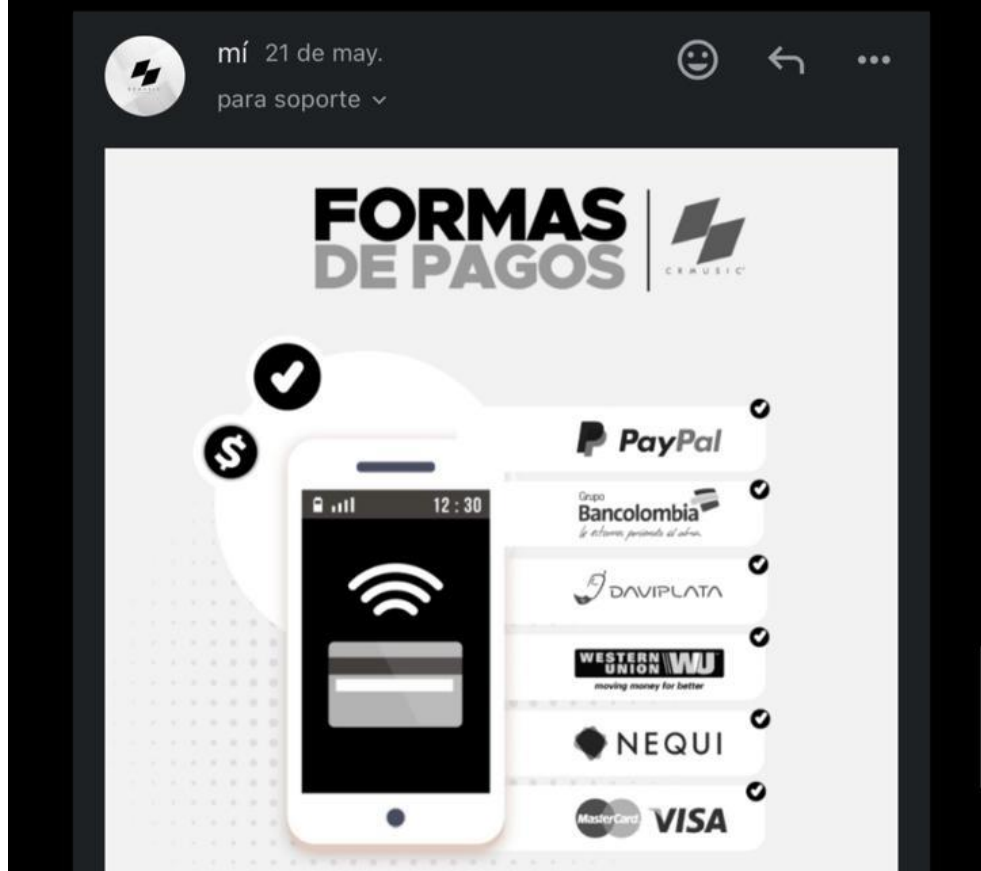 mí 21 de may.
para soporte
FORMAS
DE PAGOS
CRMUSIC
12:30
PayPal
Grupo
Bancolombia
DAVIPLATA
WESTERN
UNION WU
moving money for better
NEQUI
MasterCard VISA